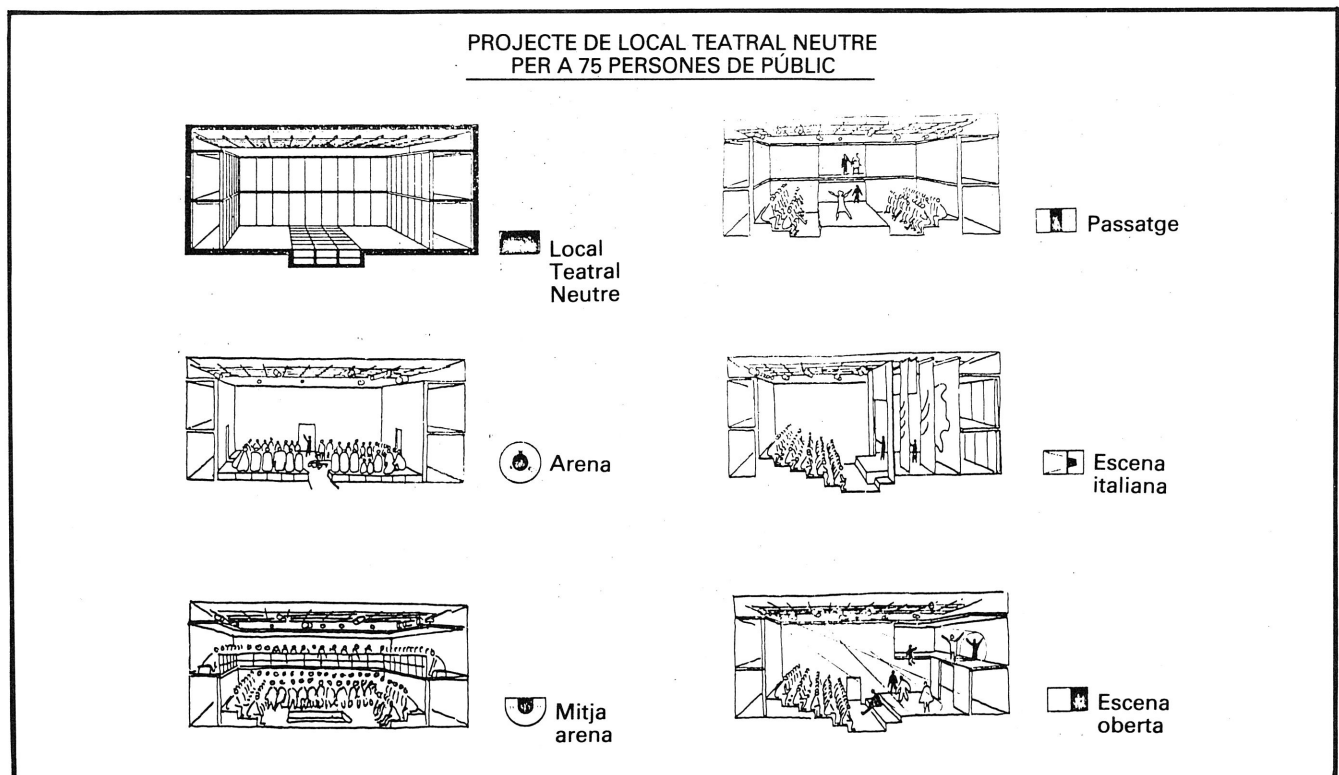 PROJECTE DE LOCAL TEATRAL NEUTRE
PER A 75 PERSONES DE PÚBLIC
Local
Teatral
Neutre
Passatge
Arena
Escena
italiana
Mitja
arena
Escena
oberta